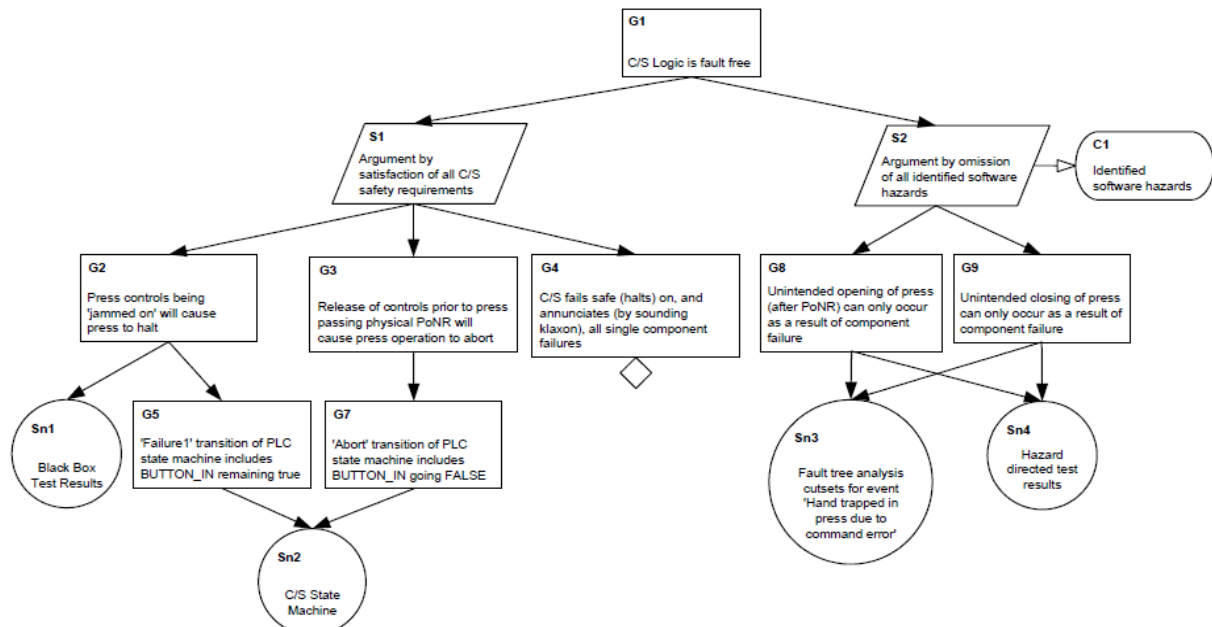 G1
C/S Logic is fault free
S1
Argument by
satisfaction of all C/S
safety requirements
S2
Argument by omission
of all identified software
hazards
C1
Identified
software hazards
G2
Press controls being
'jammed on' will cause
press to halt
G3
Release of controls prior to press
passing physical PoNR will
cause press operation to abort
G4
C/S fails safe (halts) on, and
annunciates (by sounding
klaxon), all single component
failures
G8
Unintended opening of press
(after PoNR) can only occur
as a result of component
failure
G9
Unintended closing of press
can only occur as a result of
component failure
Sn1
Black Box
Test Results
G5
'Failure1' transition of PLC
state machine includes
BUTTON_IN remaining true
G7
'Abort' transition of PLC
state machine includes
BUTTON_IN going FALSE
Sn3
Fault tree analysis
cutsets for event
'Hand trapped in
press due to
command error'
Sn4
Hazard
directed test
results
Sn2
C/S State
Machine